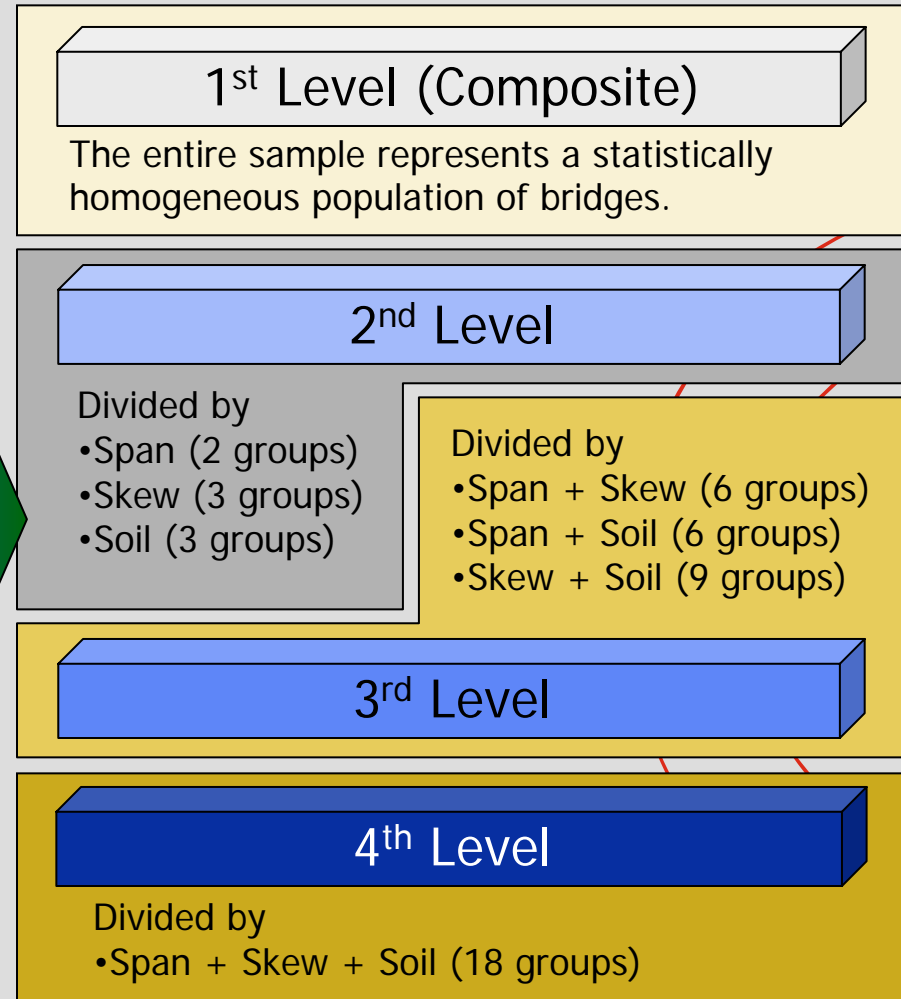 1st Level (Composite)
The entire sample represents a statistically
homogeneous population of bridges.
2nd Level
Divided by
•Span (2 groups)
•Skew (3 groups)
•Soil (3 groups)
Divided by
•Span + Skew (6 groups)
•Span + Soil (6 groups)
•Skew + Soil (9 groups)
3rd Level
4th Level
Divided by
•Span + Skew + Soil (18 groups)